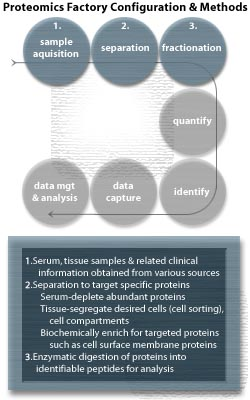 Proteomics Factory Configuration & Methods
1.
sample
aquisition
2.
separation
3.
fractionation
quantify
identify
data
capture
data mgt
& analysis
1.Serum, tissue samples & related clinical
information obtained from various sources
2.Separation to target specific proteins
Serum-deplete abundant proteins
Tissue-segregate desired cells (cell sorting),
cell compartments
Biochemically enrich for targeted proteins
such as cell surface membrane proteins
3.Enzymatic digestion of proteins into
identifiable peptides for analysis